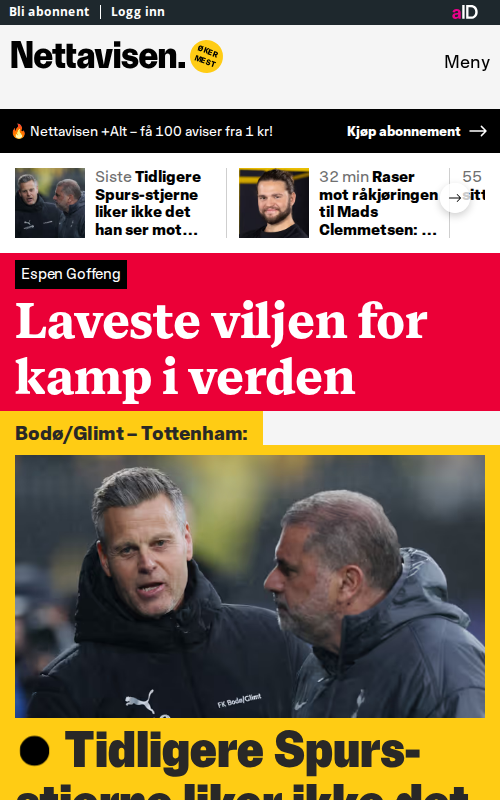 Bli abonnent | Logg inn
aID
Nettavisen.
ØKER
MEST
Meny
🔥 Nettavisen +Alt – få 100 aviser fra 1 kr!
Kjøp abonnement →
Siste Tidligere
Spurs-stjerne
liker ikke det
han ser mot...
32 min Raser
mot råkjøringen
til Mads
Clemmetsen: ...
55
sitt
Espen Goffeng
Laveste viljen for
kamp i verden
Bodø/Glimt – Tottenham:
FK Bodø/Glimt
Tidligere Spurs-
stjerne liker ikke det